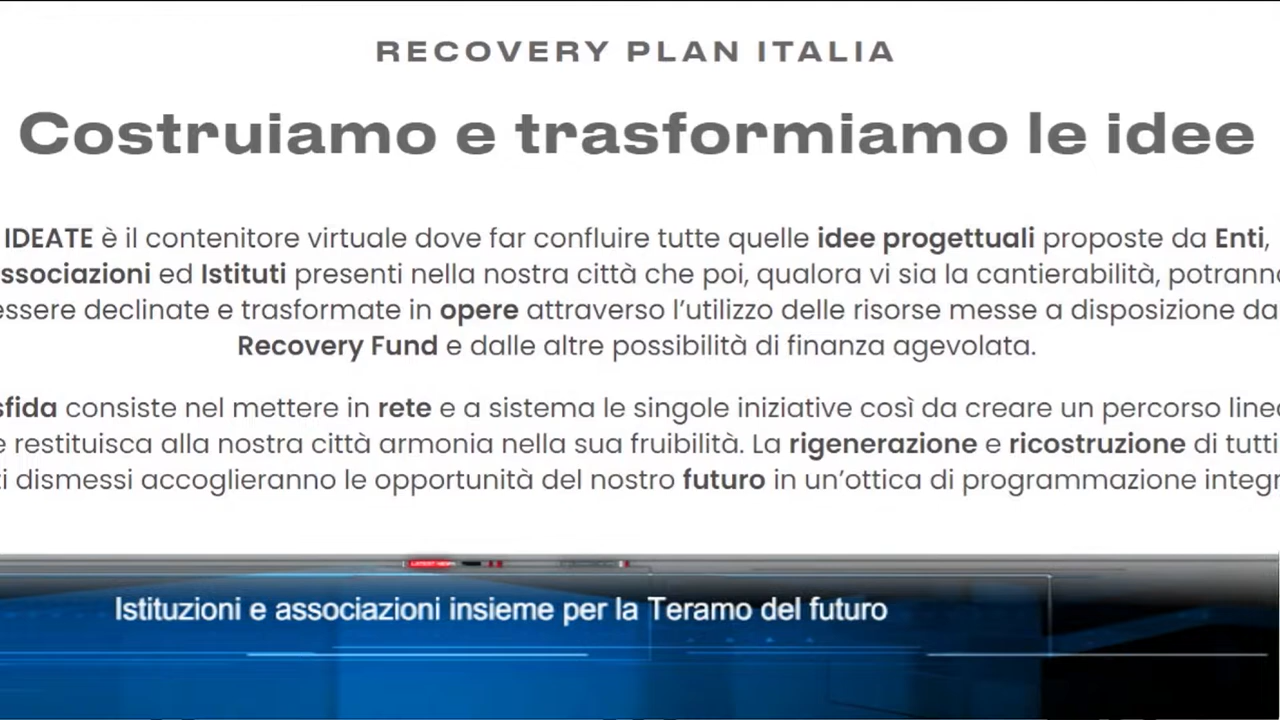 RECOVERY PLAN ITALIA
Costruiamo e trasformiamo le idee
IDEATE è il contenitore virtuale dove far confluire tutte quelle idee progettuali proposte da Enti,
ssociazioni ed Istituti presenti nella nostra città che poi, qualora vi sia la cantierabilità, potranno
essere declinate e trasformate in opere attraverso l'utilizzo delle risorse messe a disposizione da
Recovery Fund e dalle altre possibilità di finanza agevolata.
sfida consiste nel mettere in rete e a sistema le singole iniziative così da creare un percorso linea
e restituisca alla nostra città armonia nella sua fruibilità. La rigenerazione e ricostruzione di tutti
ti dismessi accoglieranno le opportunità del nostro futuro in un'ottica di programmazione integr
LATEST NEWS
Istituzioni e associazioni insieme per la Teramo del futuro